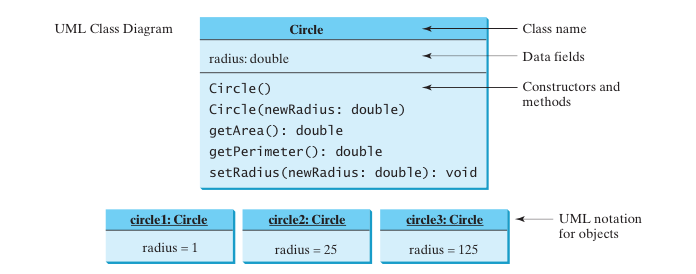 UML Class Diagram
Circle
Class name
radius: double
Data fields
Circle()
Constructors and
methods
Circle(newRadius: double)
getArea(): double
getPerimeter(): double
setRadius(newRadius: double): void
circle1: Circle
circle2: Circle
circle3: Circle
UML notation
for objects
radius = 1
radius = 25
radius = 125